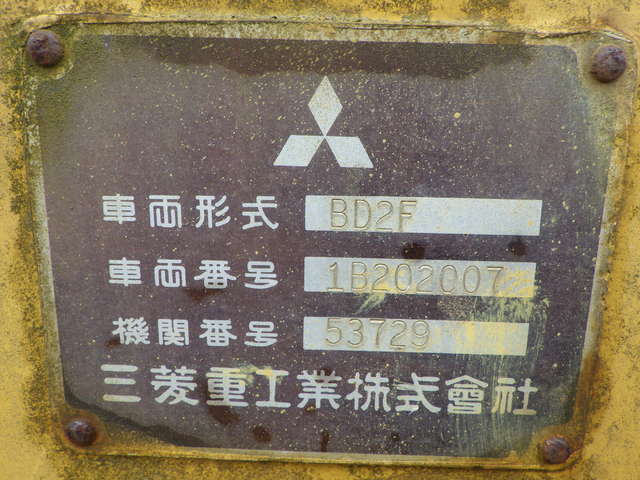 車両形式 BD2F
車両番号 1B202007
機関番号 53729
三菱重工業株式會社